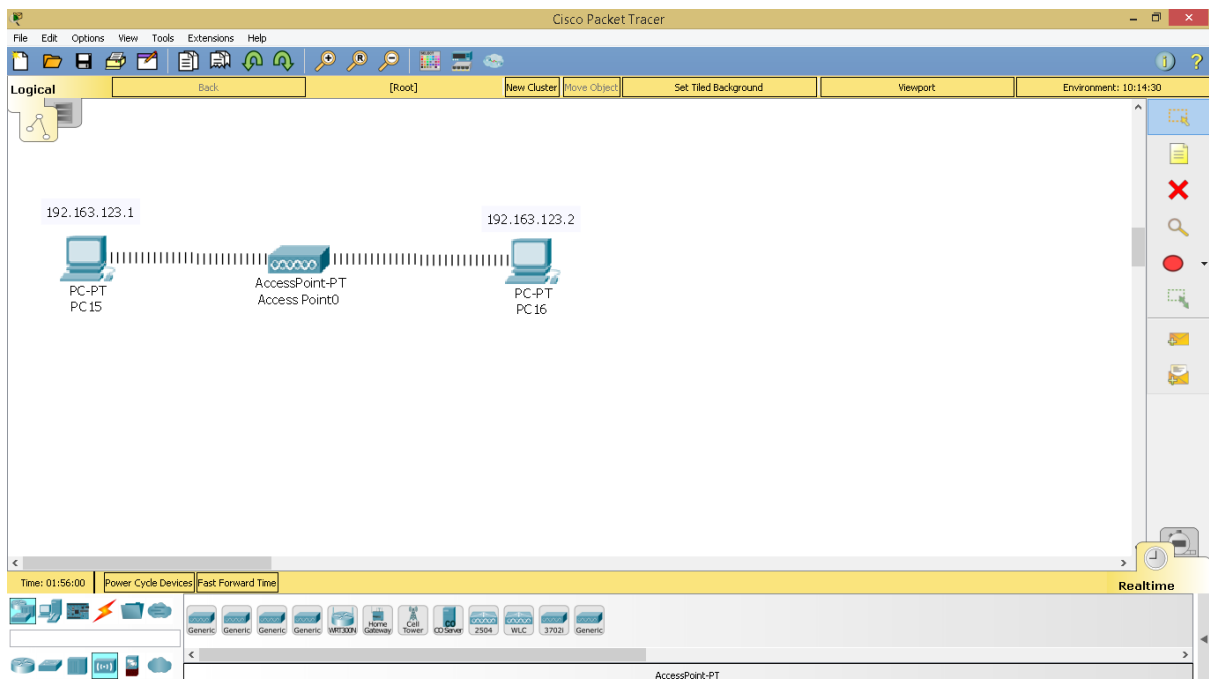 Cisco Packet Tracer
File Edit Options View Tools Extensions Help
Logical Back [Root] New Cluster Move Object Set Tiled Background Viewport Environment: 10:14:30
192.163.123.1
192.163.123.2
AccessPoint-PT
Access Point0
PC-PT
PC15
PC-PT
PC16
Time: 01:56:00 Power Cycle Devices Fast Forward Time Realtime
Generic Generic Generic Generic WRT300N Home Gateway Cell Tower CO Server 2504 WLC 3702i Generic
AccessPoint-PT